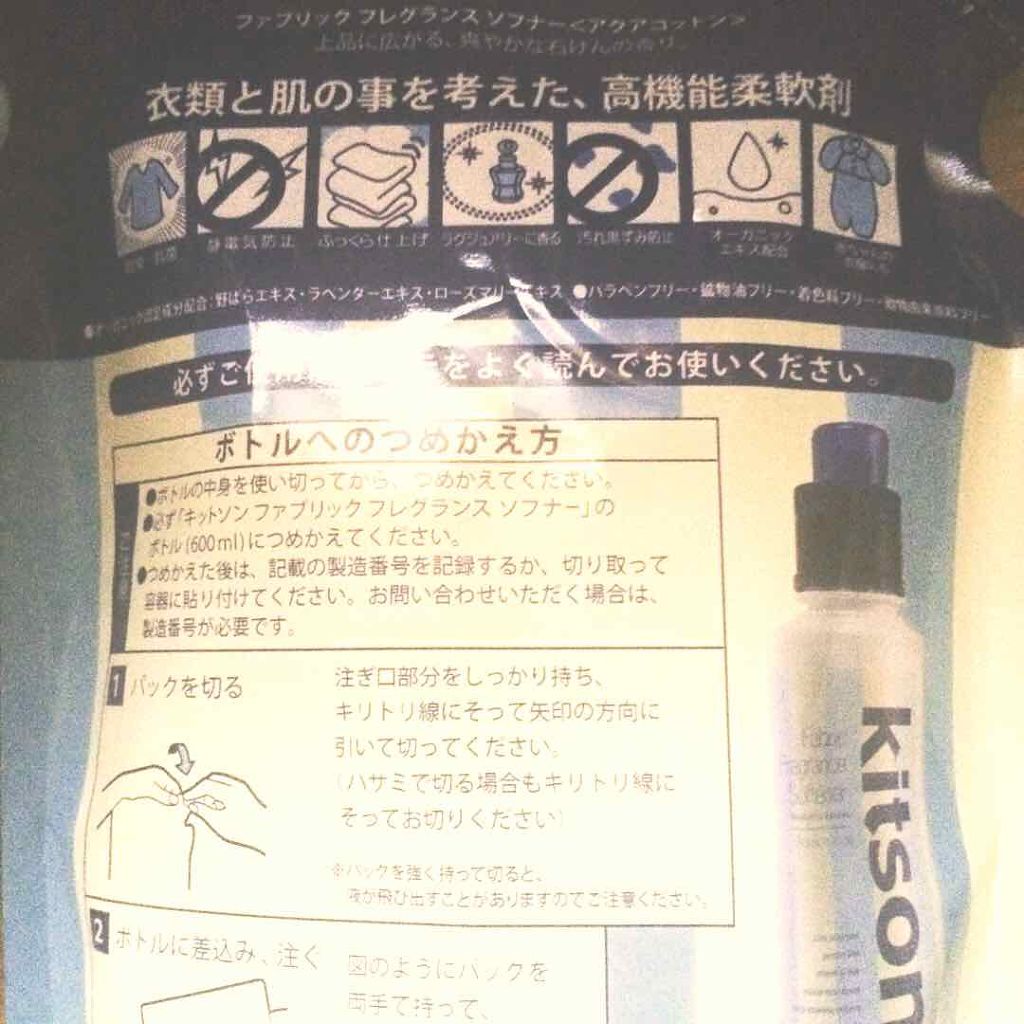 ファブリック フレグランス ソフナー<アクアコットン>
上品に広がる、爽やかな石けんの香り。
衣類と肌の事を考えた、高機能柔軟剤
静電気防止
ふっくら仕上げ
ラグジュアリーに香る
汚れ黒ずみ防止
オーガニック
エキス配合
成分配合:野ばらエキス・ラベンダーエキス・ローズマリーエキス ●パラベンフリー・鉱物油フリー・着色料フリー・
必ずご使 をよく読んでお使いください。
ボトルへのつめかえ方
●ボトルの中身を使い切ってから、つめかえてください。
●必ず「キットソン ファブリック フレグランス ソフナー」の
ボトル(600ml)につめかえてください。
●つめかえた後は、記載の製造番号を記録するか、切り取って
容器に貼り付けてください。お問い合わせいただく場合は、
製造番号が必要です。
1 パックを切る
注ぎ口部分をしっかり持ち、
キリトリ線にそって矢印の方向に
引いて切ってください。
(ハサミで切る場合もキリトリ線に
そってお切りください)
※パックを強く持って切ると、
液が飛び出すことがありますのでご注意ください。
2 ボトルに差込み、注ぐ
図のようにパックを
両手で持って、
kitson